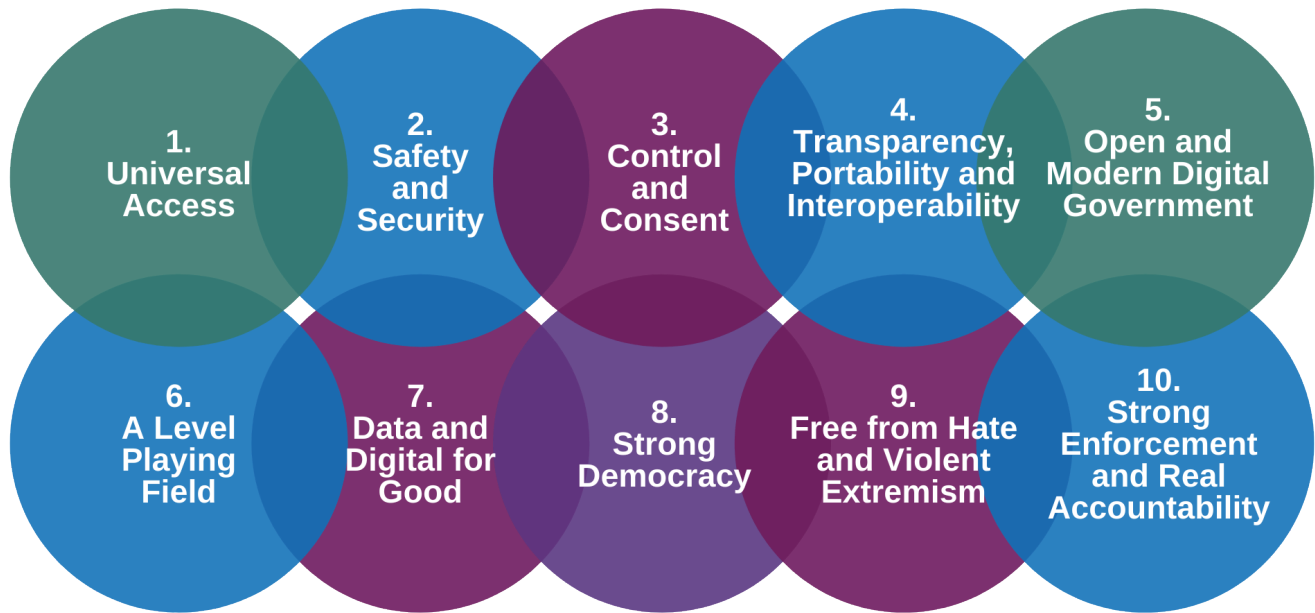 1.
Universal
Access
2.
Safety
and
Security
3.
Control
and
Consent
4.
Transparency,
Portability and
Interoperability
5.
Open and
Modern Digital
Government
6.
A Level
Playing
Field
7.
Data and
Digital for
Good
8.
Strong
Democracy
9.
Free from Hate
and Violent
Extremism
10.
Strong
Enforcement
and Real
Accountability